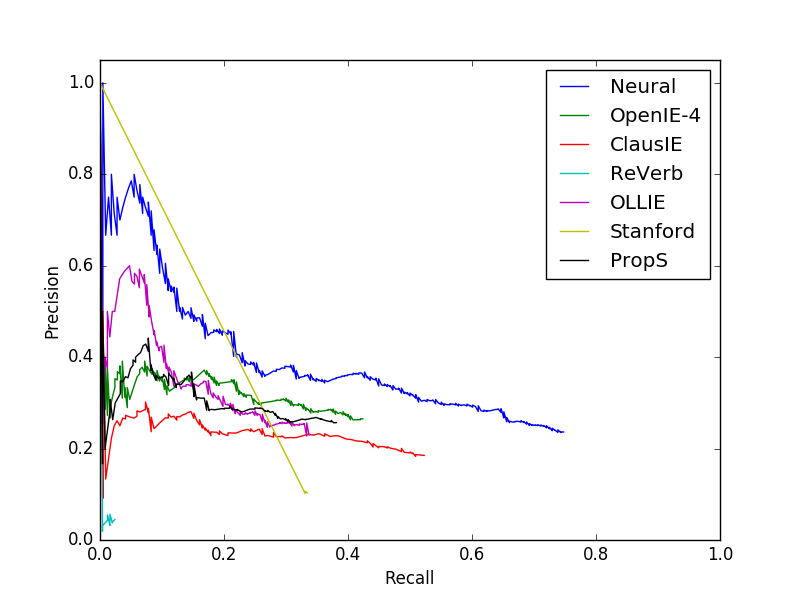 1.0
0.8
0.6
0.4
0.2
0.0
Precision
0.0 0.2 0.4 0.6 0.8 1.0
Recall
Neural
OpenIE-4
ClausIE
ReVerb
OLLIE
Stanford
PropS